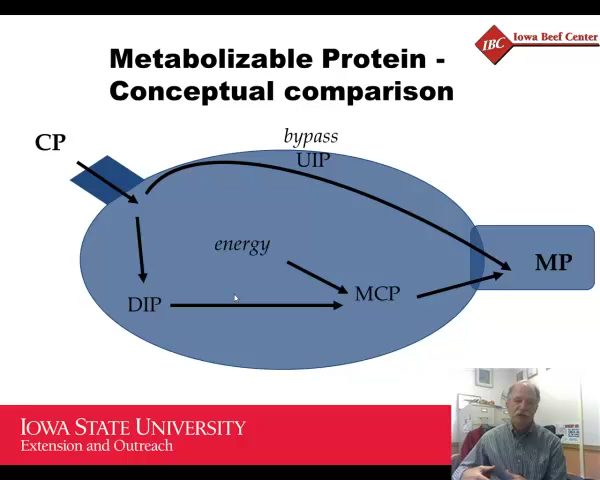 IBC Iowa Beef Center
Metabolizable Protein -
Conceptual comparison
CP
bypass
UIP
energy
MP
MCP
DIP
IOWA STATE UNIVERSITY
Extension and Outreach